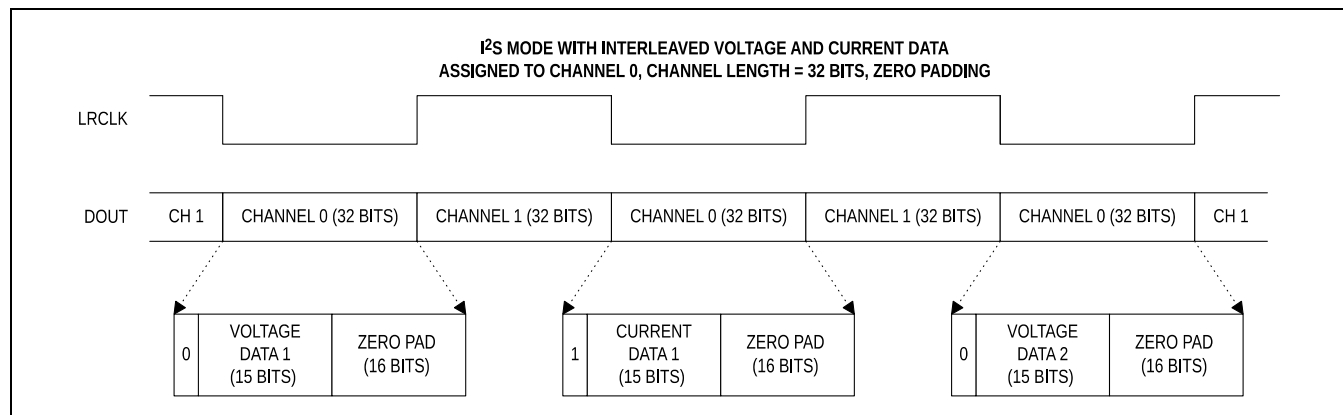 I²S MODE WITH INTERLEAVED VOLTAGE AND CURRENT DATA
ASSIGNED TO CHANNEL 0, CHANNEL LENGTH = 32 BITS, ZERO PADDING
LRCLK
DOUT
CH 1
CHANNEL 0 (32 BITS)
CHANNEL 1 (32 BITS)
CHANNEL 0 (32 BITS)
CHANNEL 1 (32 BITS)
CHANNEL 0 (32 BITS)
CH 1
0
VOLTAGE
DATA 1
(15 BITS)
ZERO PAD
(16 BITS)
1
CURRENT
DATA 1
(15 BITS)
ZERO PAD
(16 BITS)
0
VOLTAGE
DATA 2
(15 BITS)
ZERO PAD
(16 BITS)